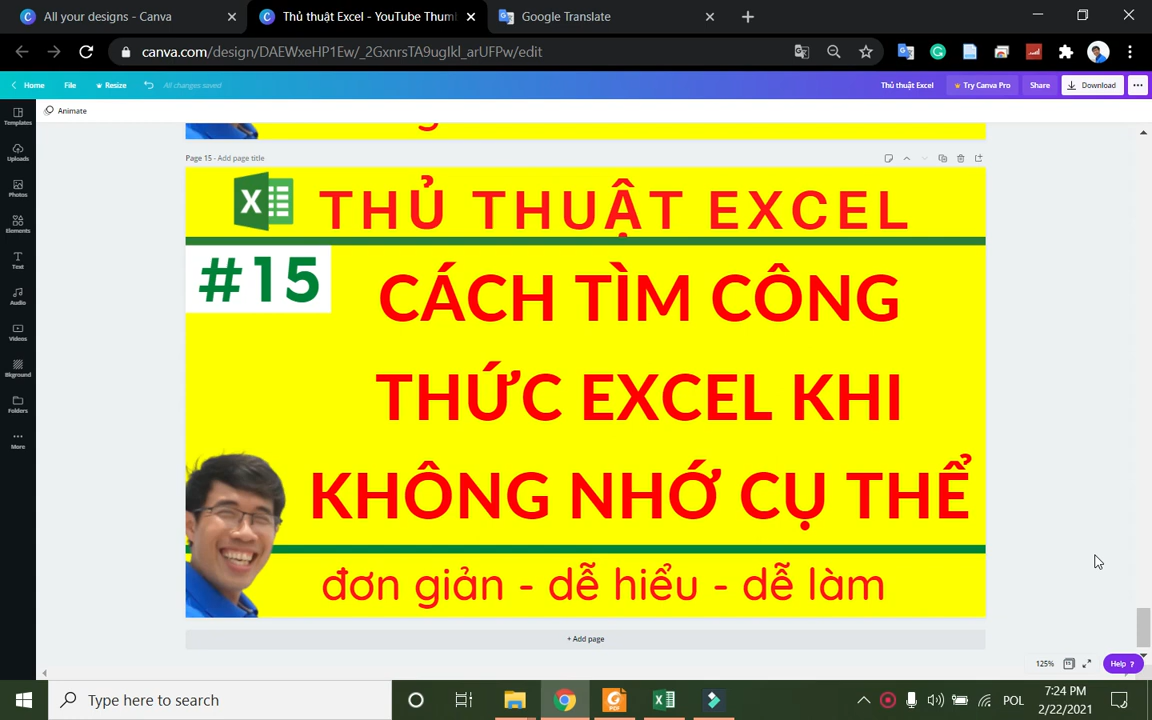 All your designs - Canva
Thủ thuật Excel - YouTube Thumb
Google Translate
canva.com/design/DAEWxeHP1Ew/_2GxnrsTA9ugIkl_arUFPw/edit
Home
File
Resize
All changes saved
Thủ thuật Excel
Try Canva Pro
Share
Download
Templates
Uploads
Photos
Elements
Text
Audio
Videos
Bkground
Folders
More
Animate
Page 15 - Add page title
THỦ THUẬT EXCEL
#15
CÁCH TÌM CÔNG
THỨC EXCEL KHI
KHÔNG NHỚ CỤ THỂ
đơn giản - dễ hiểu - dễ làm
+ Add page
125%
Help ?
Type here to search
POL
7:24 PM
2/22/2021